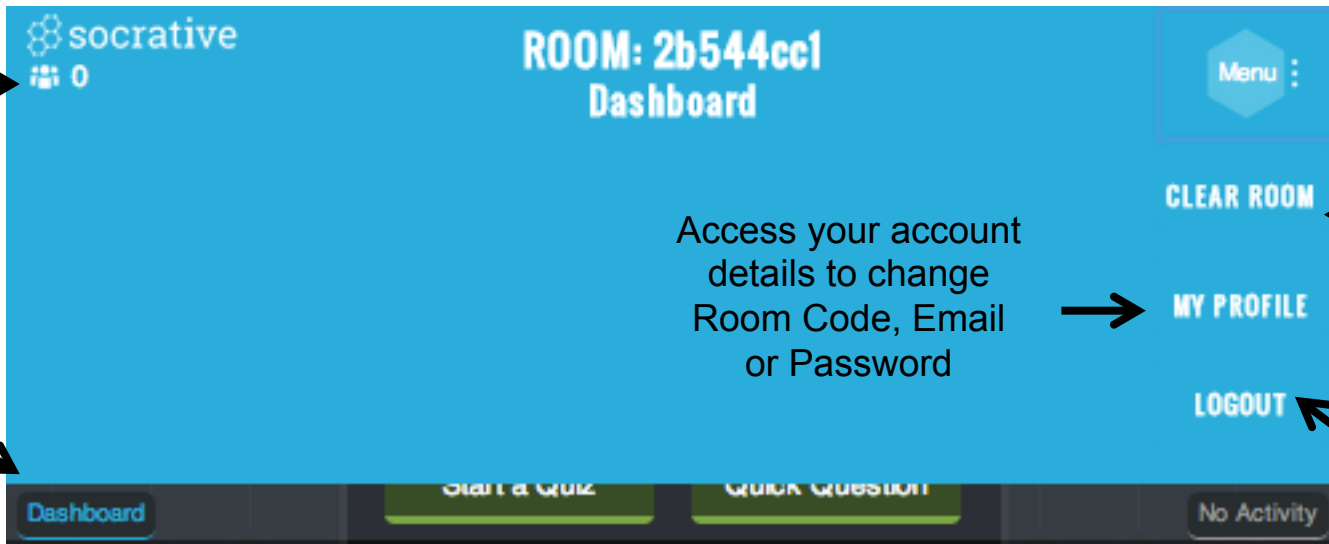 socrative
0
ROOM: 2b544cc1
Dashboard
Menu
CLEAR ROOM
Access your account
details to change
Room Code, Email
or Password
MY PROFILE
LOGOUT
Start a Quiz
Quick Question
Dashboard
No Activity